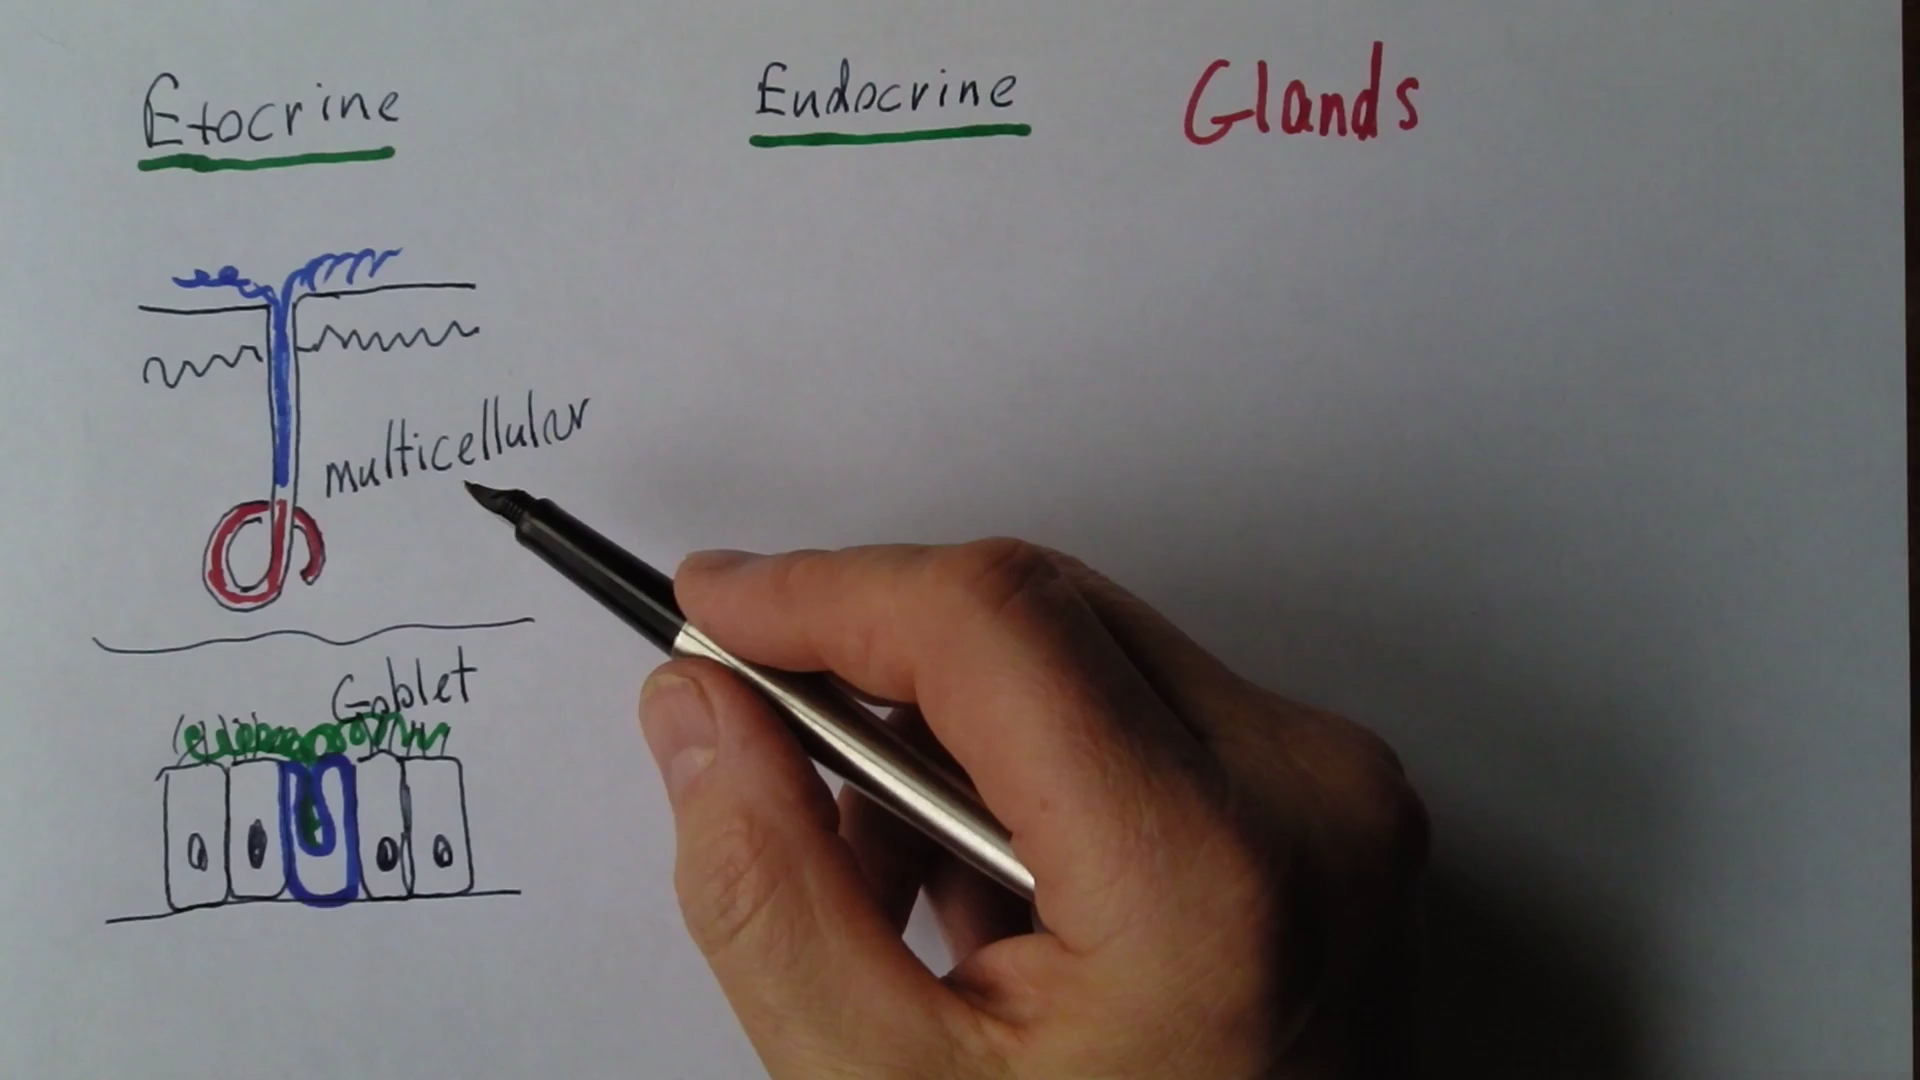 Etocrine
Endocrine
Glands
multicellular
Goblet